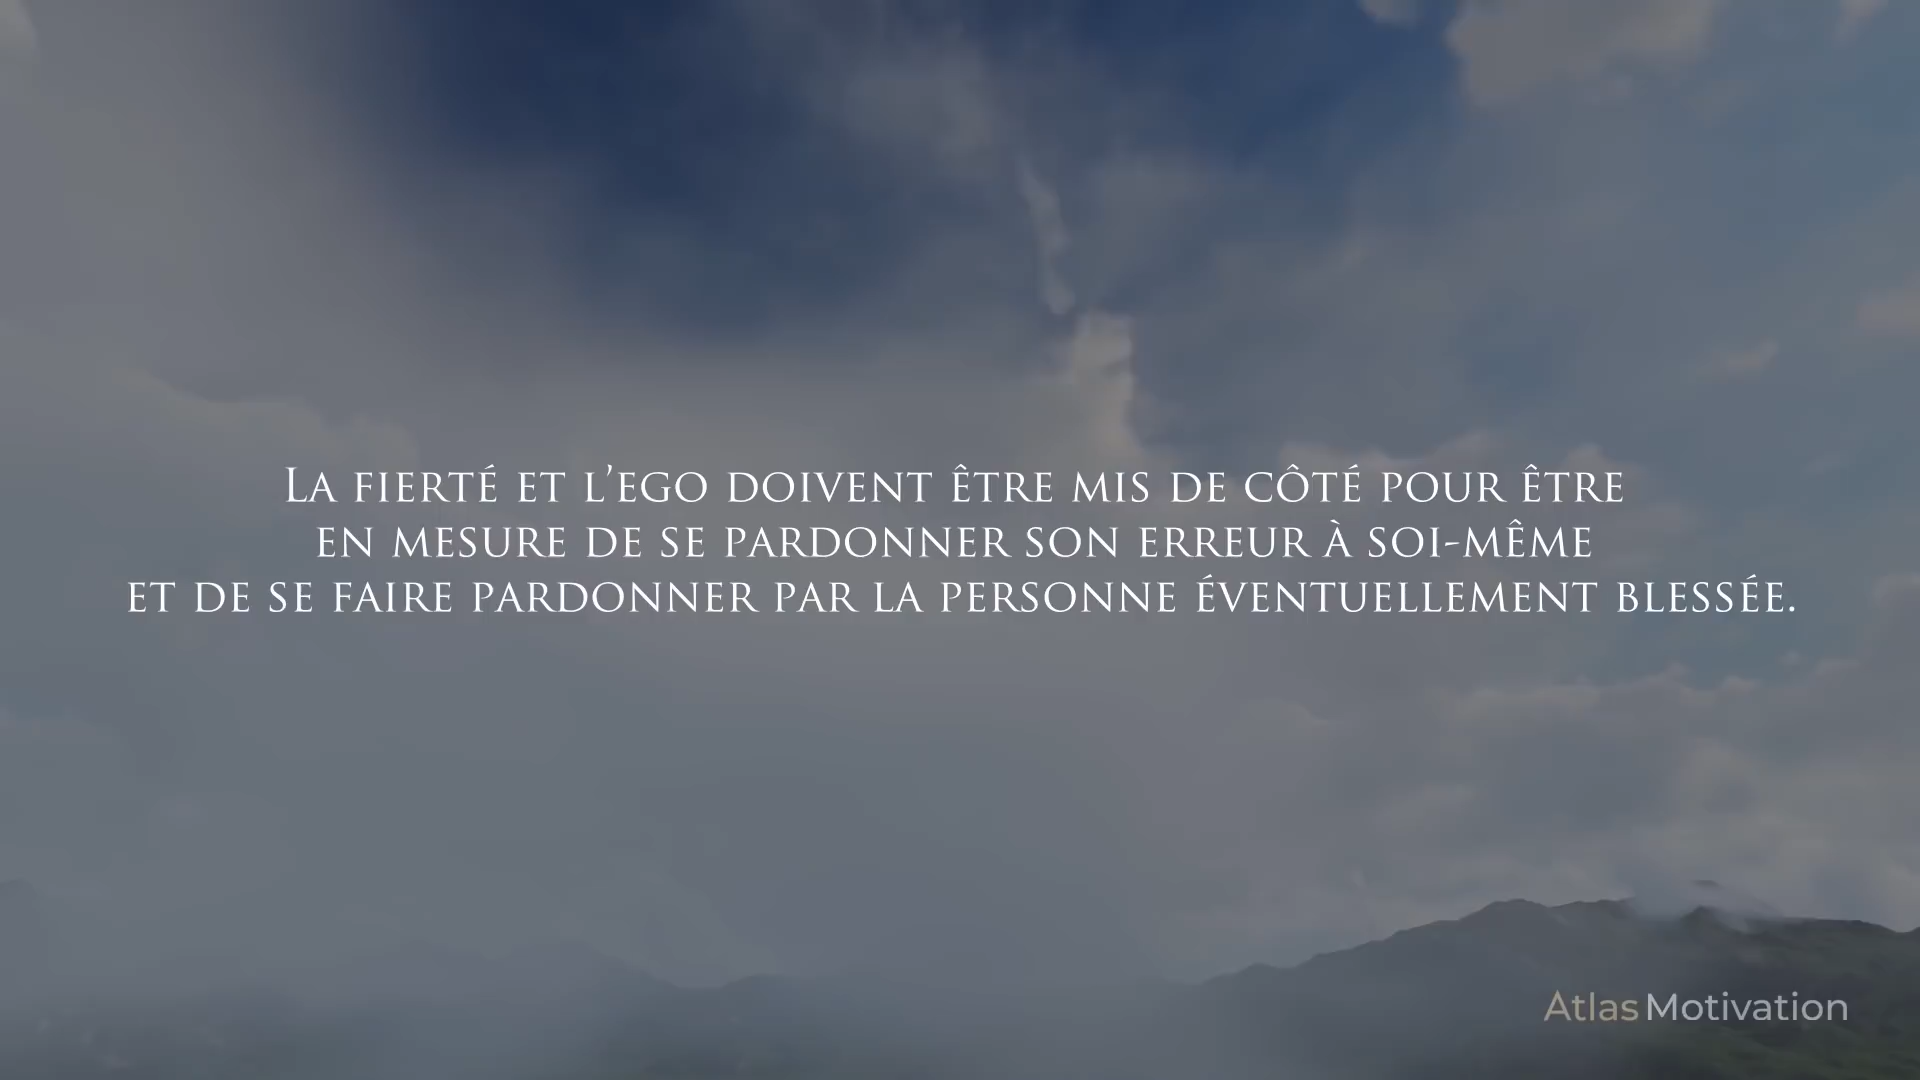 La fierté et l’ego doivent être mis de côté pour être
en mesure de se pardonner son erreur à soi-même
et de se faire pardonner par la personne éventuellement blessée.
Atlas Motivation